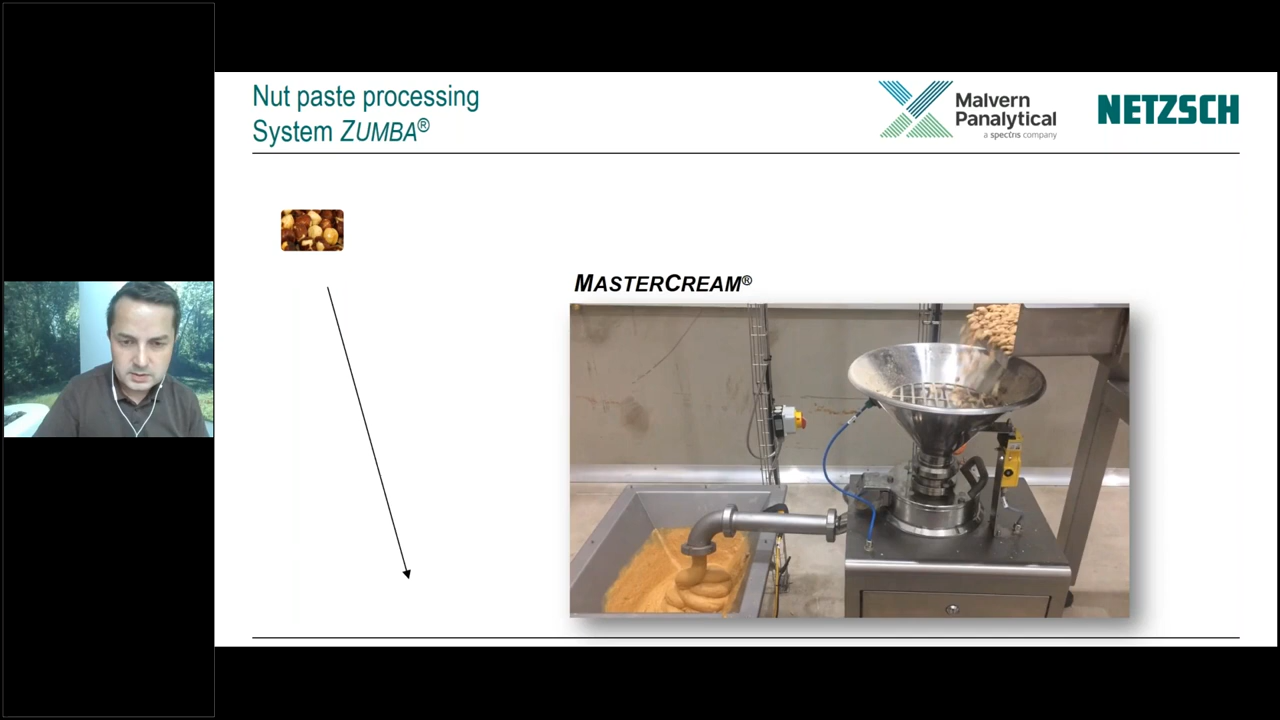 Nut paste processing
System ZUMBA®
Malvern
Panalytical
a spectris company
NETZSCH
MASTERCREAM®